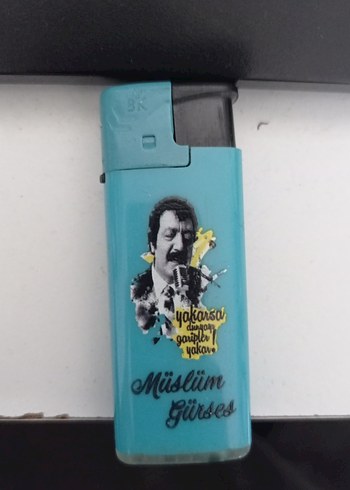 yakarsa
dünyayı
garipler
yakar!
Müslüm
Gürses